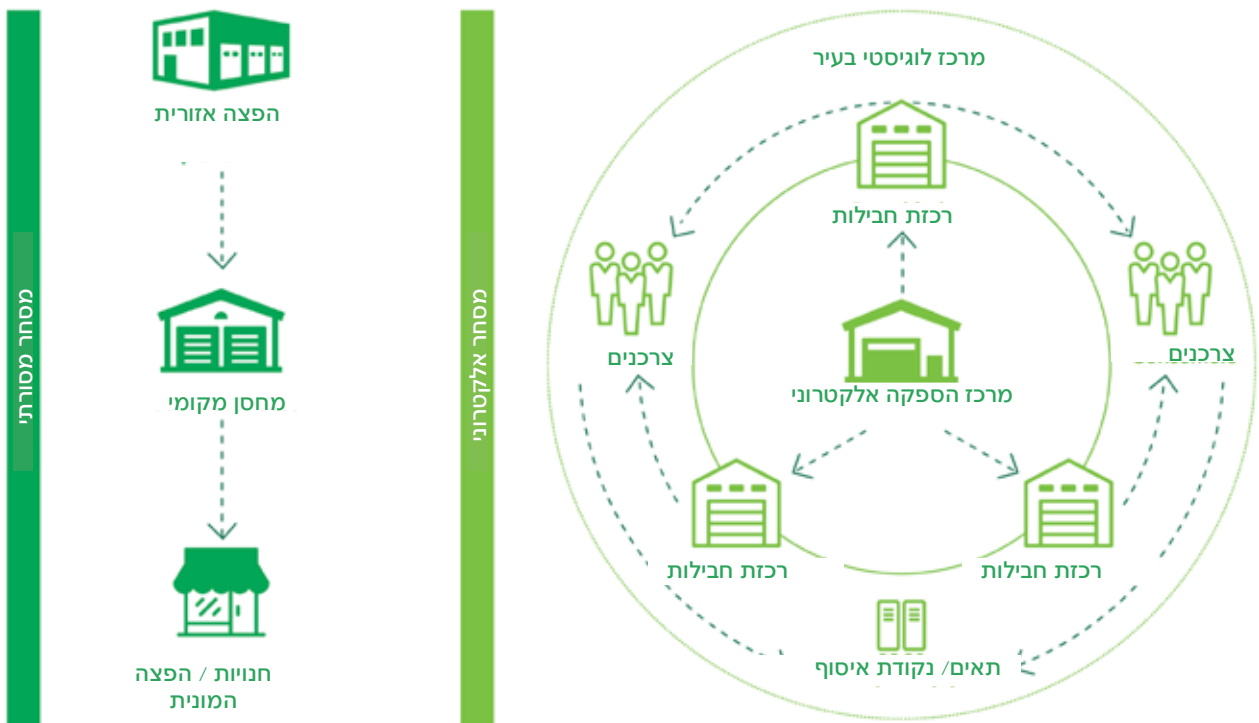 מסחר מסורתי
הפצה אזורית
מחסן מקומי
חנויות / הפצה
המונית
מסחר אלקטרוני
מרכז לוגיסטי בעיר
רכזת חבילות
צרכנים
צרכנים
מרכז הספקה אלקטרוני
רכזת חבילות
רכזת חבילות
תאים/ נקודת איסוף